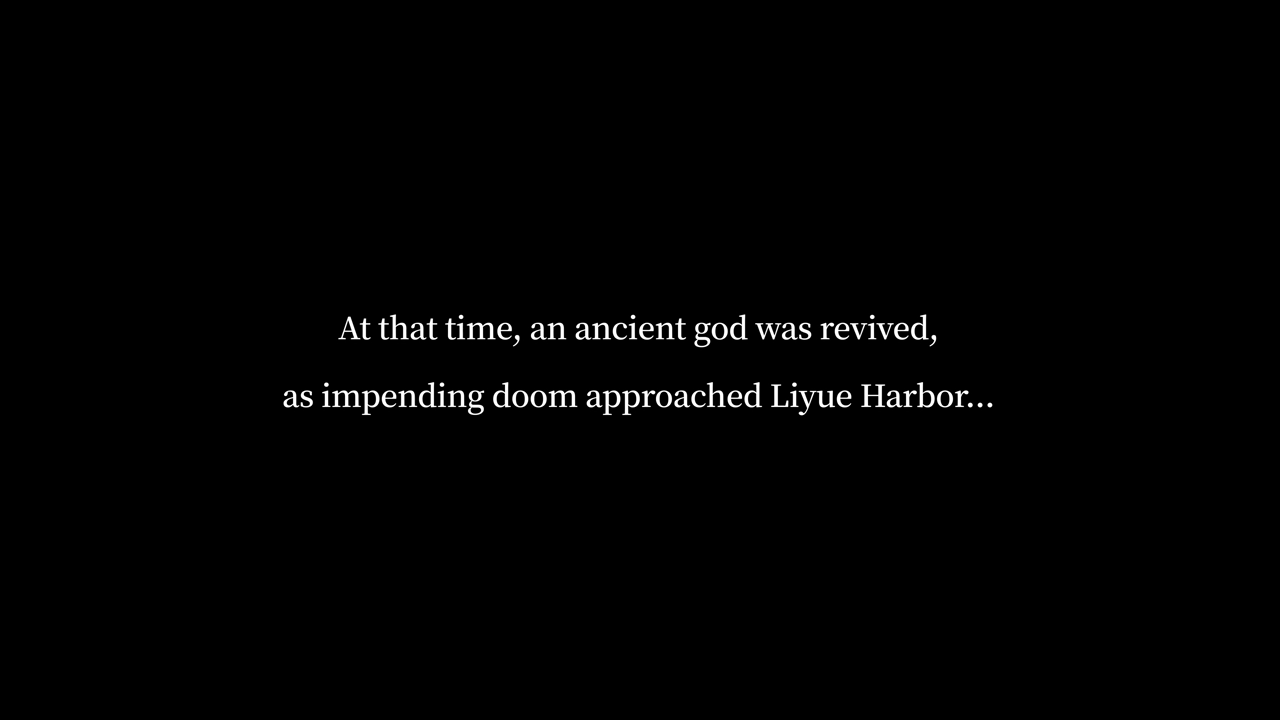 At that time, an ancient god was revived,
as impending doom approached Liyue Harbor...